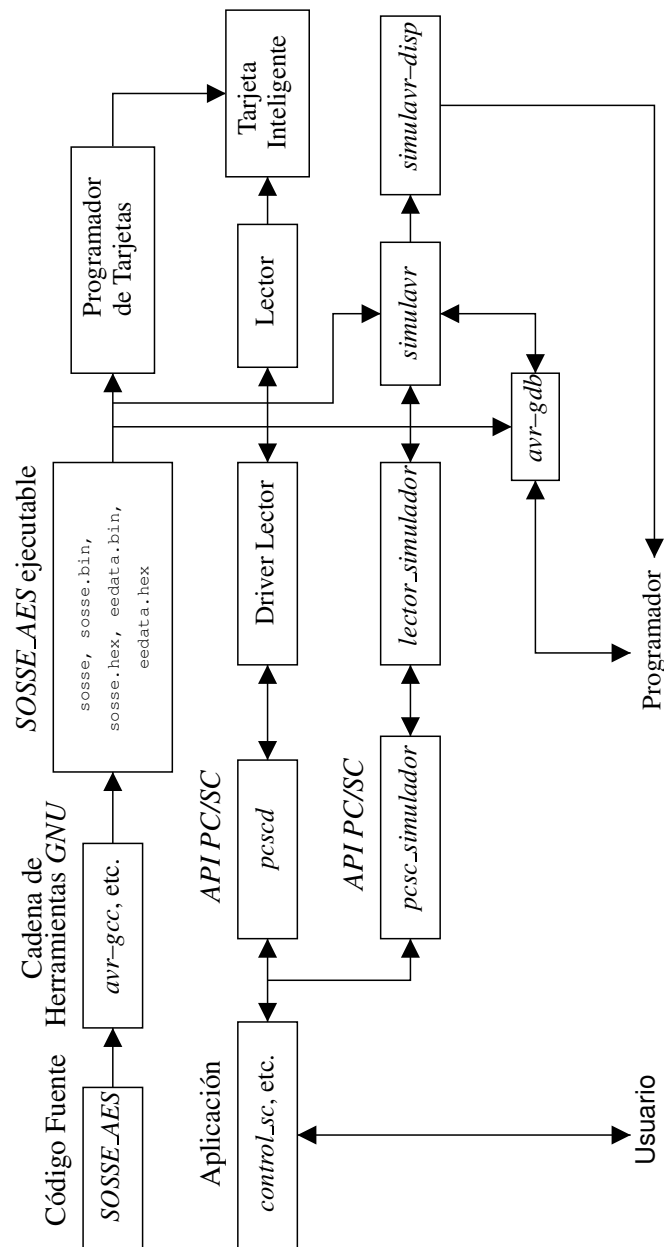 Código Fuente
SOSSE_AES
Cadena de
Herramientas GNU
avr–gcc, etc.
SOSSE_AES ejecutable
sosse, sosse.bin,
sosse.hex, eedata.bin,
eedata.hex
Programador
de Tarjetas
Aplicación
control_sc, etc.
API PC/SC
pcscd
Driver Lector
Lector
Tarjeta
Inteligente
API PC/SC
pcsc_simulador
lector_simulador
simulavr
simulavr–disp
avr–gdb
Usuario
Programador